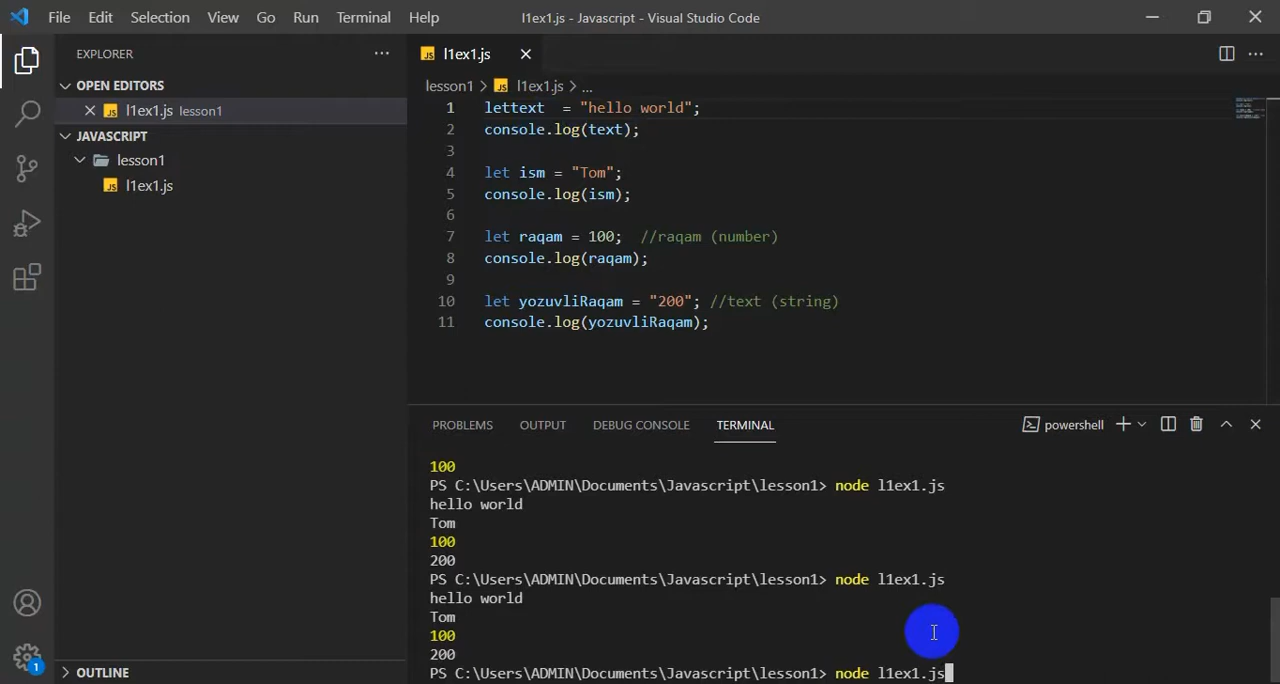 File Edit Selection View Go Run Terminal Help l1ex1.js - Javascript - Visual Studio Code
EXPLORER
OPEN EDITORS
l1ex1.js lesson1
JAVASCRIPT
lesson1
l1ex1.js
OUTLINE
1
l1ex1.js
lesson1 > l1ex1.js > ...
1 lettext  = "hello world";
2 console.log(text);
3
4 let ism = "Tom";
5 console.log(ism);
6
7 let raqam = 100;  //raqam (number)
8 console.log(raqam);
9
10 let yozuvliRaqam = "200"; //text (string)
11 console.log(yozuvliRaqam);
PROBLEMS OUTPUT DEBUG CONSOLE TERMINAL powershell
100
PS C:\Users\ADMIN\Documents\Javascript\lesson1> node l1ex1.js
hello world
Tom
100
200
PS C:\Users\ADMIN\Documents\Javascript\lesson1> node l1ex1.js
hello world
Tom
100
200
PS C:\Users\ADMIN\Documents\Javascript\lesson1> node l1ex1.js